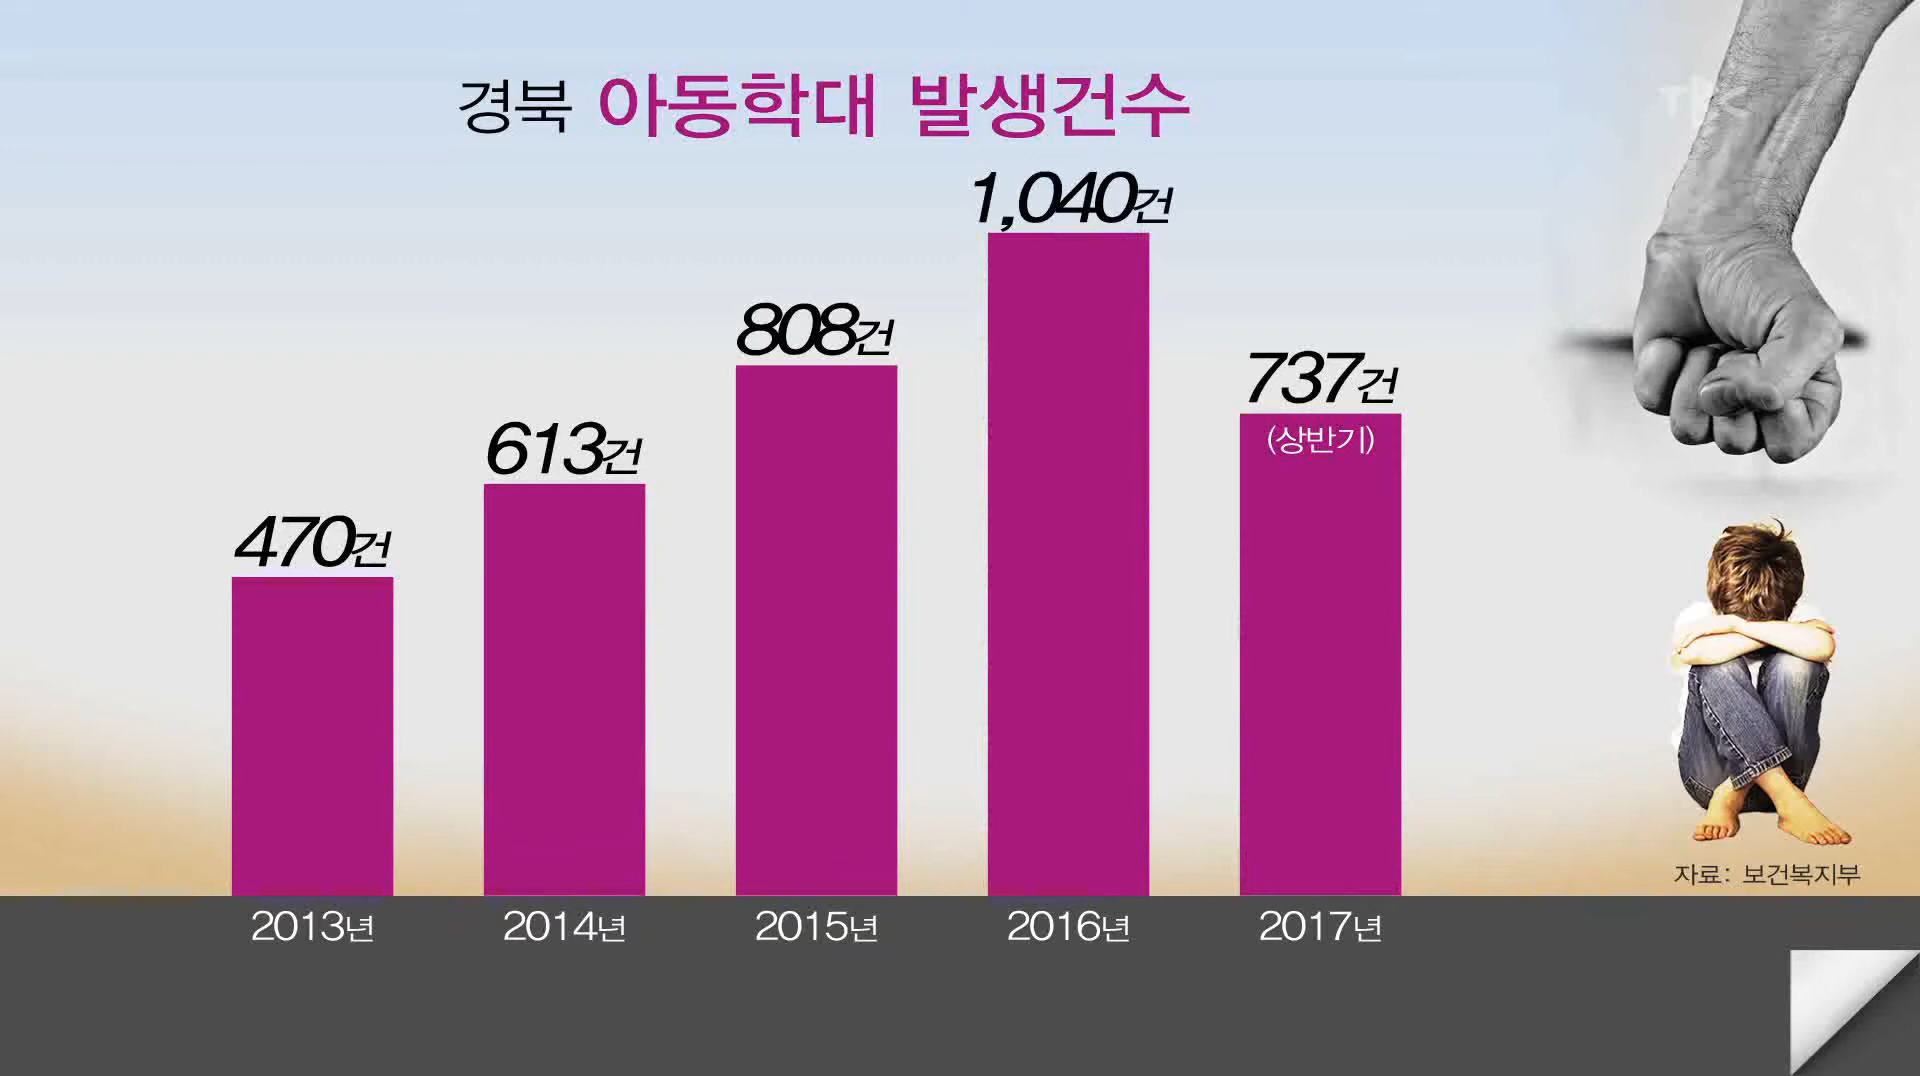 경북 아동학대 발생건수
TBC
1,040건
808건
737건
(상반기)
613건
470건
자료: 보건복지부
2013년 2014년 2015년 2016년 2017년